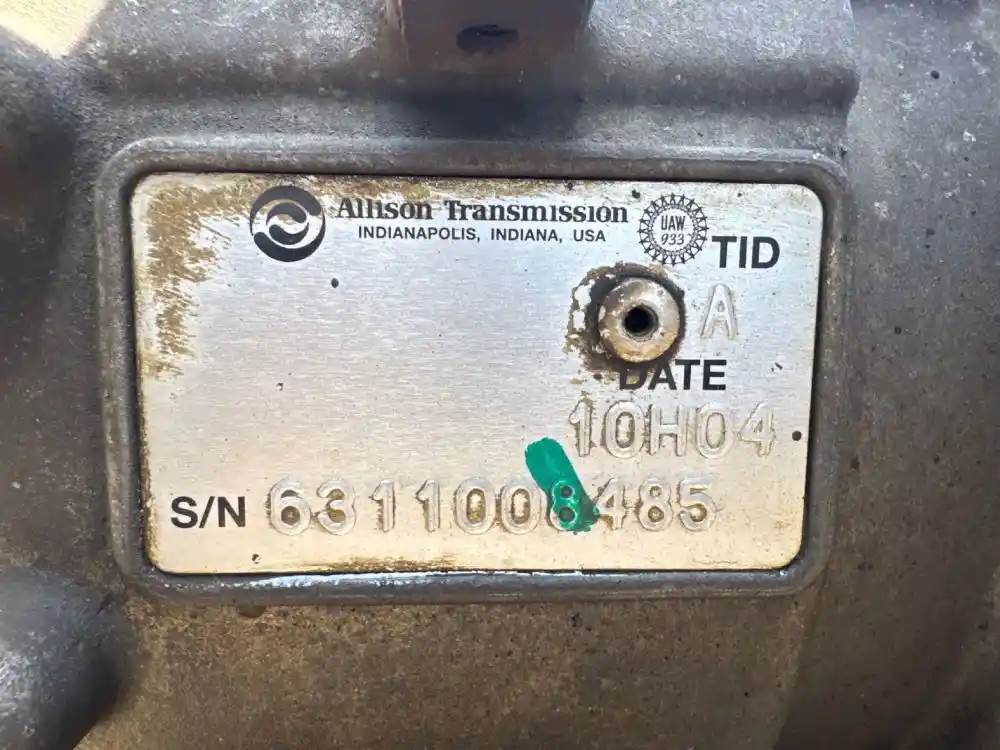 Allison Transmission
INDIANAPOLIS, INDIANA, USA
UAW
933
TID
A
DATE
10H04
S/N 6311008485